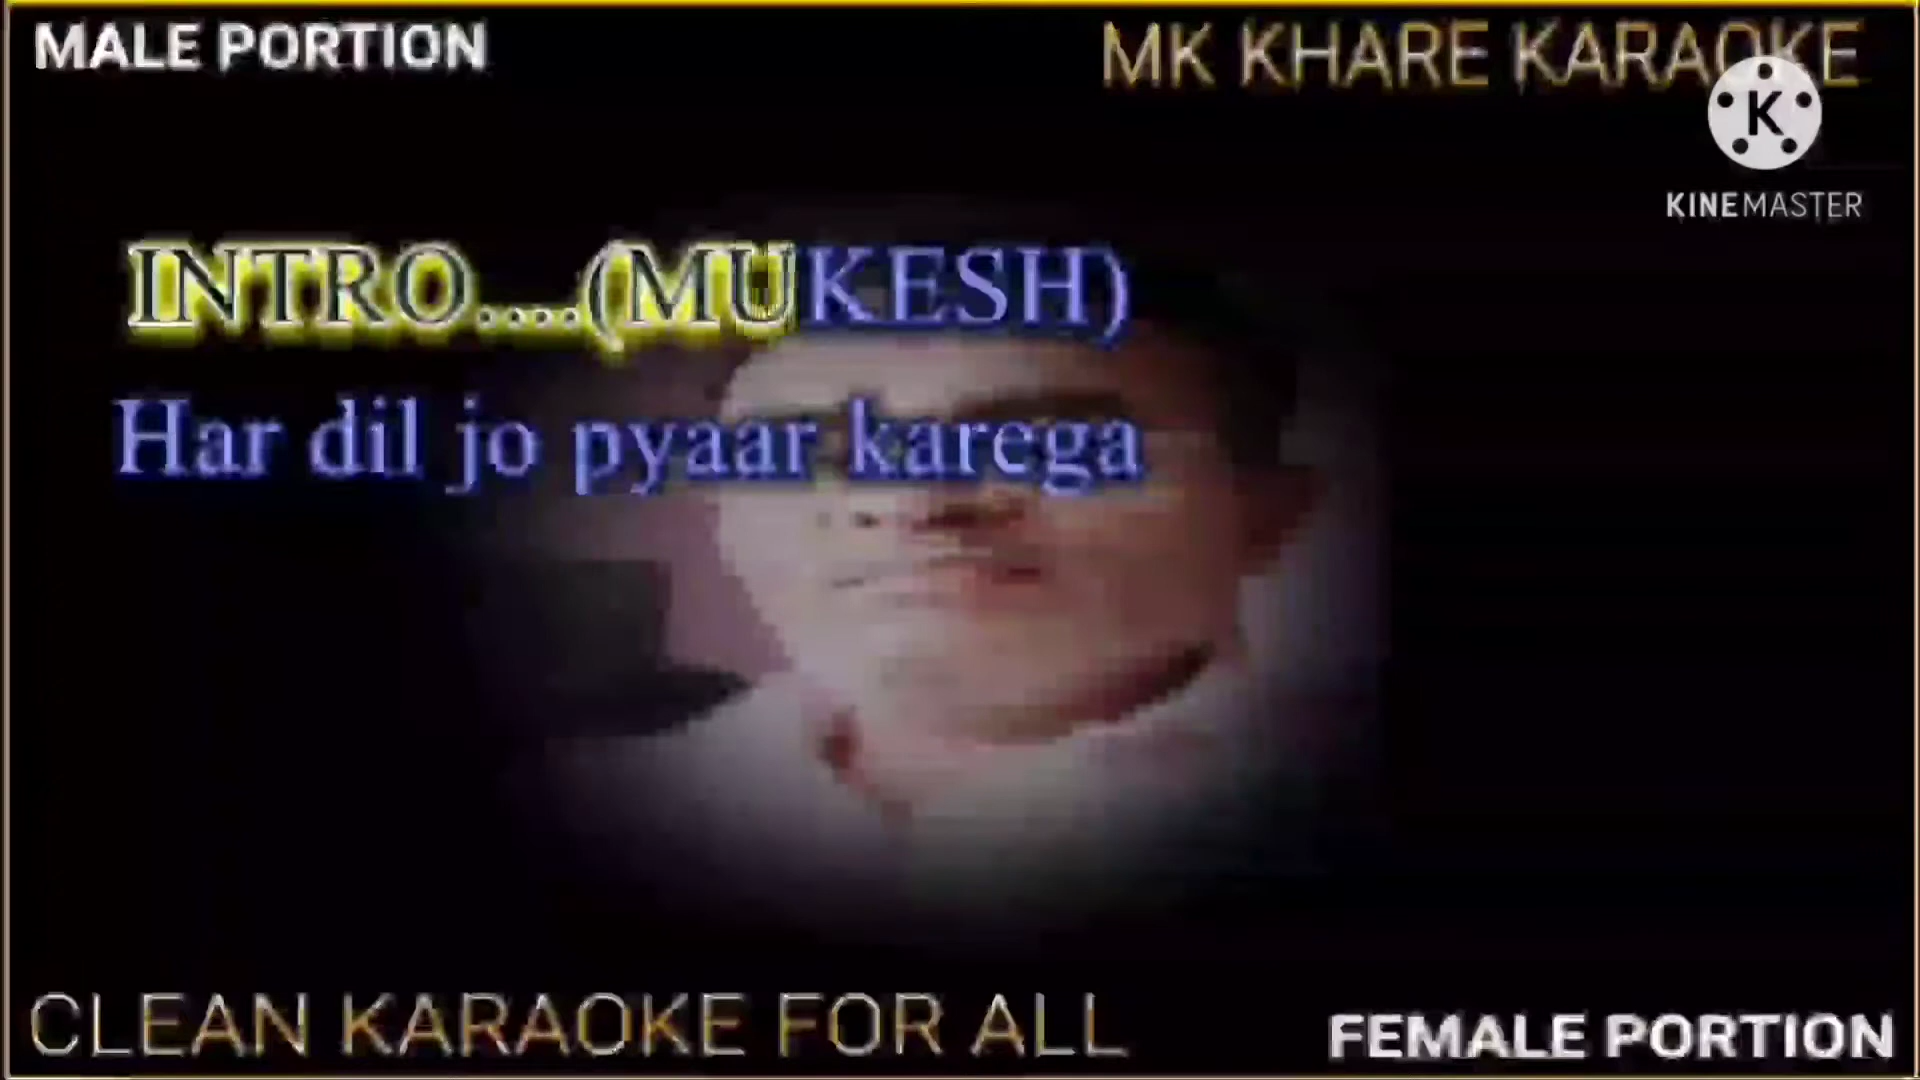 MALE PORTION
MK KHARE KARAOKE
K
KINEMASTER
INTRO....(MUKESH)
Har dil jo pyaar karega
CLEAN KARAOKE FOR ALL
FEMALE PORTION